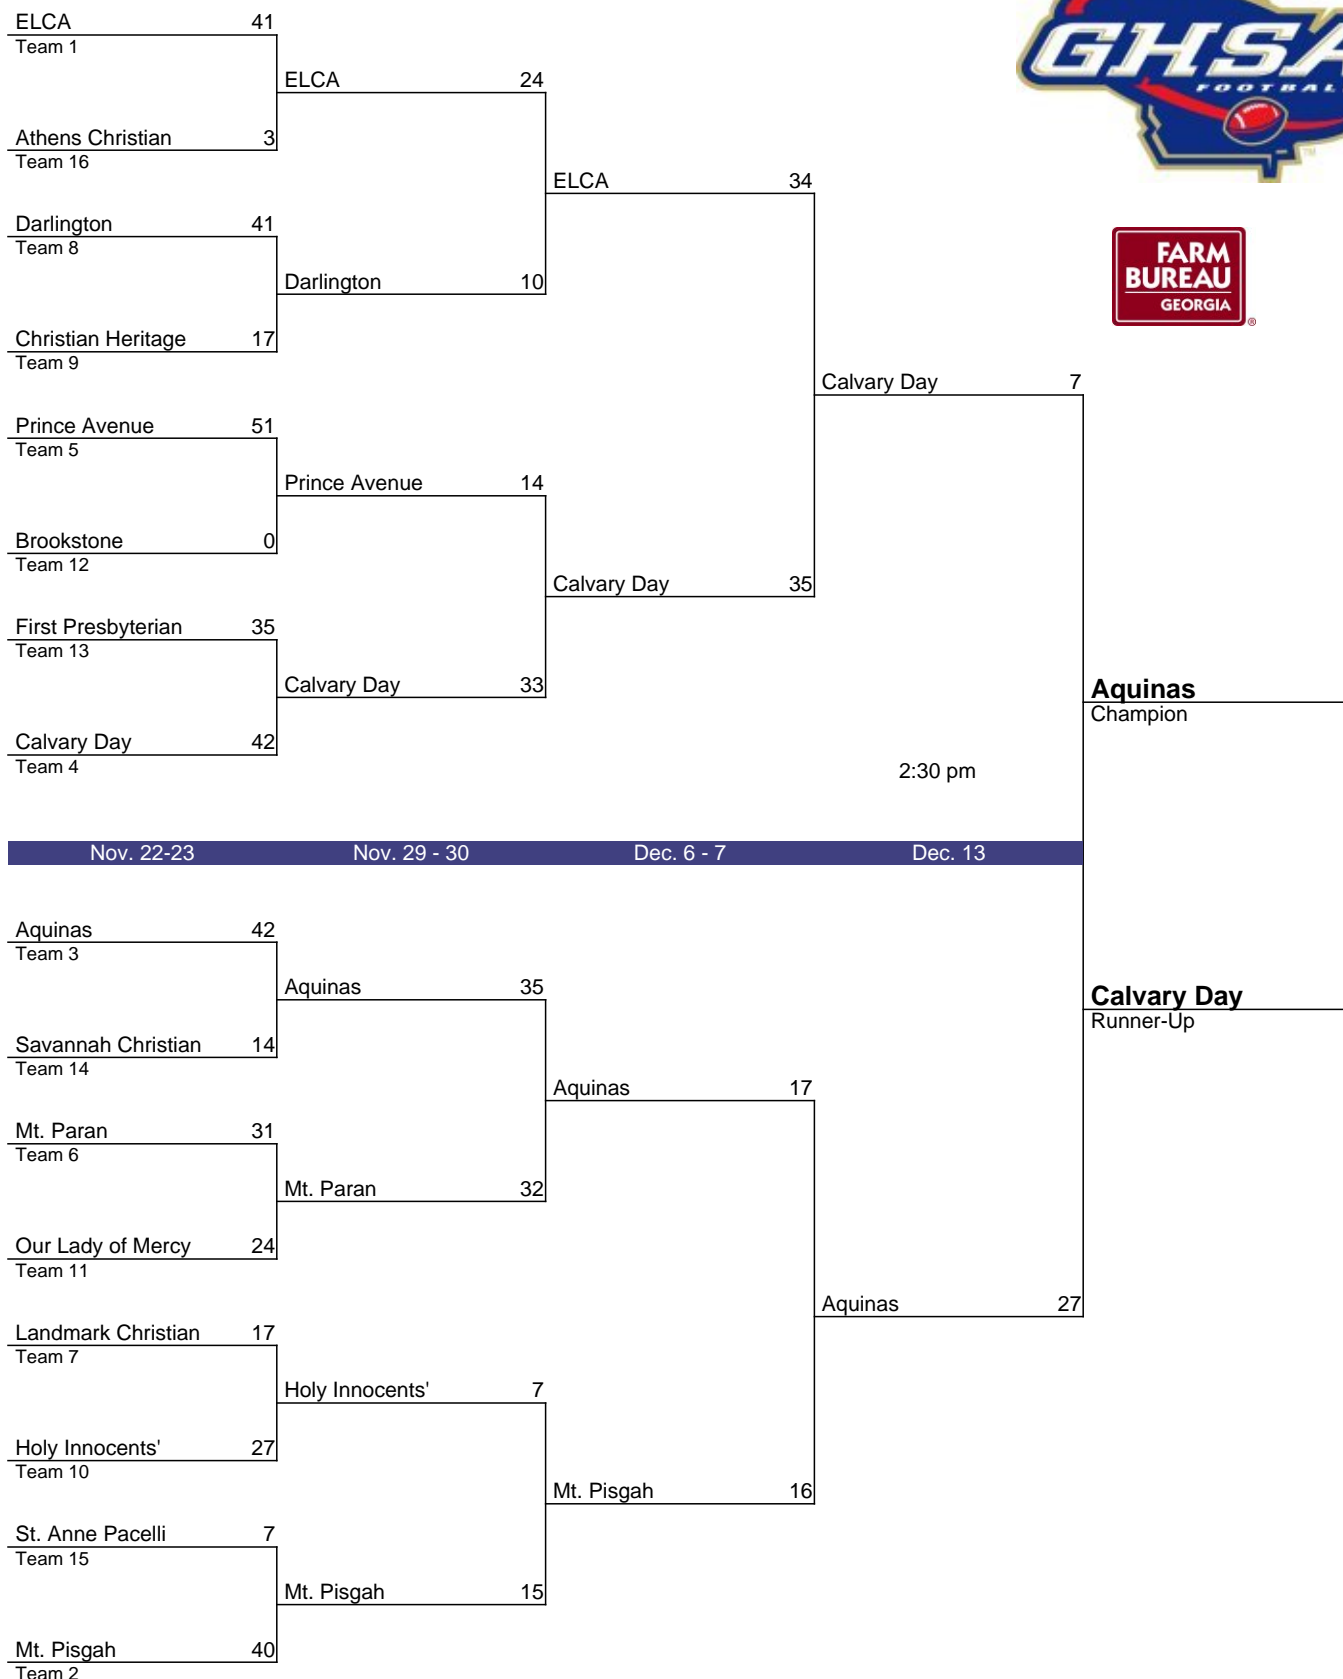 ELCA 41
Team 1
ELCA 24
Athens Christian 3
Team 16
ELCA 34
Darlington 41
Team 8
Darlington 10
Christian Heritage 17
Team 9
Calvary Day 7
Prince Avenue 51
Team 5
Prince Avenue 14
Brookstone 0
Team 12
Calvary Day 35
First Presbyterian 35
Team 13
Calvary Day 33
Calvary Day 42
Team 4
GHSA
FOOTBAL
TM
FARM
BUREAU
GEORGIA
®
Aquinas
Champion
2:30 pm
Nov. 22-23 Nov. 29 - 30 Dec. 6 - 7 Dec. 13
Aquinas 42
Team 3
Aquinas 35
Savannah Christian 14
Team 14
Calvary Day
Runner-Up
Aquinas 17
Mt. Paran 31
Team 6
Mt. Paran 32
Our Lady of Mercy 24
Team 11
Aquinas 27
Landmark Christian 17
Team 7
Holy Innocents' 7
Holy Innocents' 27
Team 10
Mt. Pisgah 16
St. Anne Pacelli 7
Team 15
Mt. Pisgah 15
Mt. Pisgah 40
Team 2